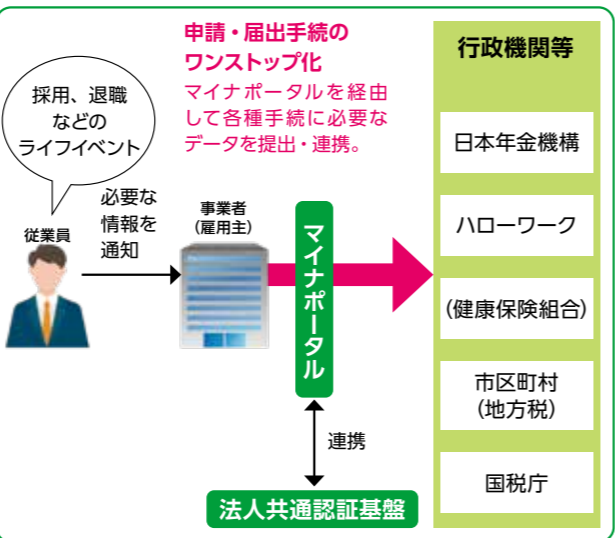 申請・届出手続の
ワンストップ化
マイナポータルを経由
して各種手続に必要な
データを提出・連携。
採用、退職
などの
ライフイベント
従業員
必要な
情報を
通知
事業者
(雇用主)
マイナポータル
連携
法人共通認証基盤
行政機関等
日本年金機構
ハローワーク
(健康保険組合)
市区町村
(地方税)
国税庁